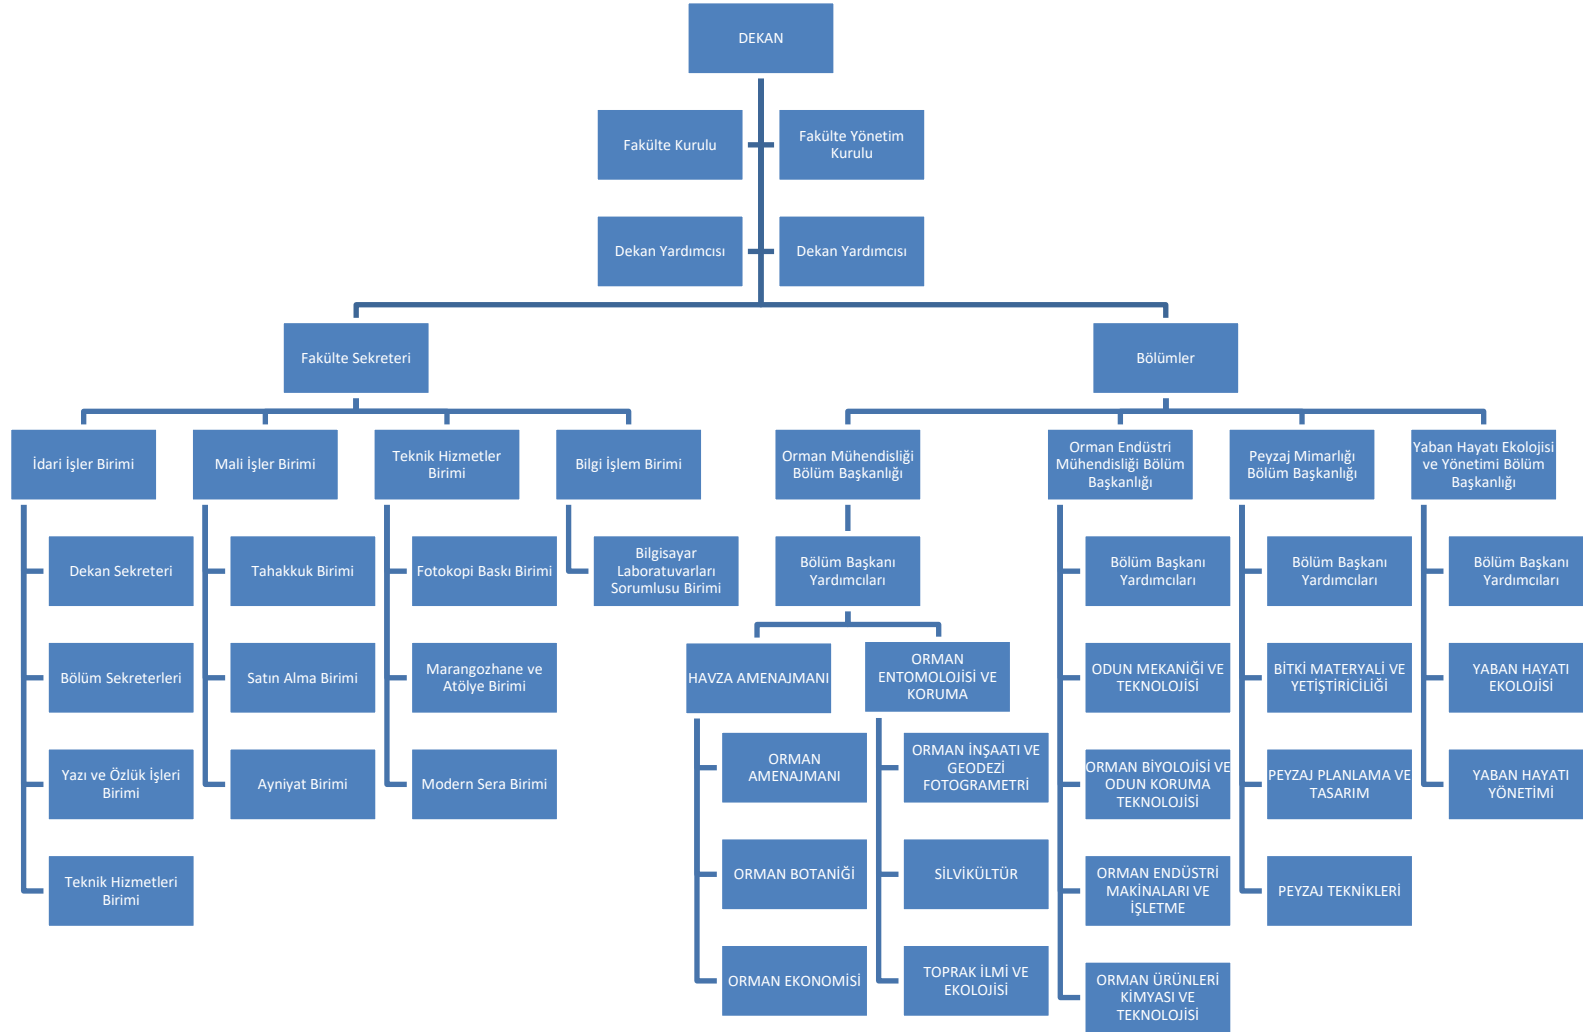 DEKAN
Fakülte Kurulu
Fakülte Yönetim
Kurulu
Dekan Yardımcısı
Dekan Yardımcısı
Fakülte Sekreteri
Bölümler
İdari İşler Birimi
Mali İşler Birimi
Teknik Hizmetler
Birimi
Bilgi İşlem Birimi
Orman Mühendisliği
Bölüm Başkanlığı
Orman Endüstri
Mühendisliği Bölüm
Başkanlığı
Peyzaj Mimarlığı
Bölüm Başkanlığı
Yaban Hayatı Ekolojisi
ve Yönetimi Bölüm
Başkanlığı
Dekan Sekreteri
Tahakkuk Birimi
Fotokopi Baskı Birimi
Bilgisayar
Laboratuvarları
Sorumlusu Birimi
Bölüm Başkanı
Yardımcıları
Bölüm Başkanı
Yardımcıları
Bölüm Başkanı
Yardımcıları
Bölüm Başkanı
Yardımcıları
Bölüm Sekreterleri
Satın Alma Birimi
Marangozhane ve
Atölye Birimi
HAVZA AMENAJMANI
ORMAN
ENTOMOLOJİSİ VE
KORUMA
ODUN MEKANİĞİ VE
TEKNOLOJİSİ
BİTKİ MATERYALİ VE
YETİŞTİRİCİLİĞİ
YABAN HAYATI
EKOLOJİSİ
Yazı ve Özlük İşleri
Birimi
Ayniyat Birimi
Modern Sera Birimi
ORMAN
AMENAJMANI
ORMAN İNŞAATI VE
GEODEZİ
FOTOGRAMETRİ
ORMAN BİYOLOJİSİ VE
ODUN KORUMA
TEKNOLOJİSİ
PEYZAJ PLANLAMA VE
TASARIM
YABAN HAYATI
YÖNETİMİ
Teknik Hizmetleri
Birimi
ORMAN BOTANİĞİ
SİLVİKÜLTÜR
ORMAN ENDÜSTRİ
MAKİNALARI VE
İŞLETME
PEYZAJ TEKNİKLERİ
ORMAN EKONOMİSİ
TOPRAK İLMİ VE
EKOLOJİSİ
ORMAN ÜRÜNLERİ
KİMYASI VE
TEKNOLOJİSİ